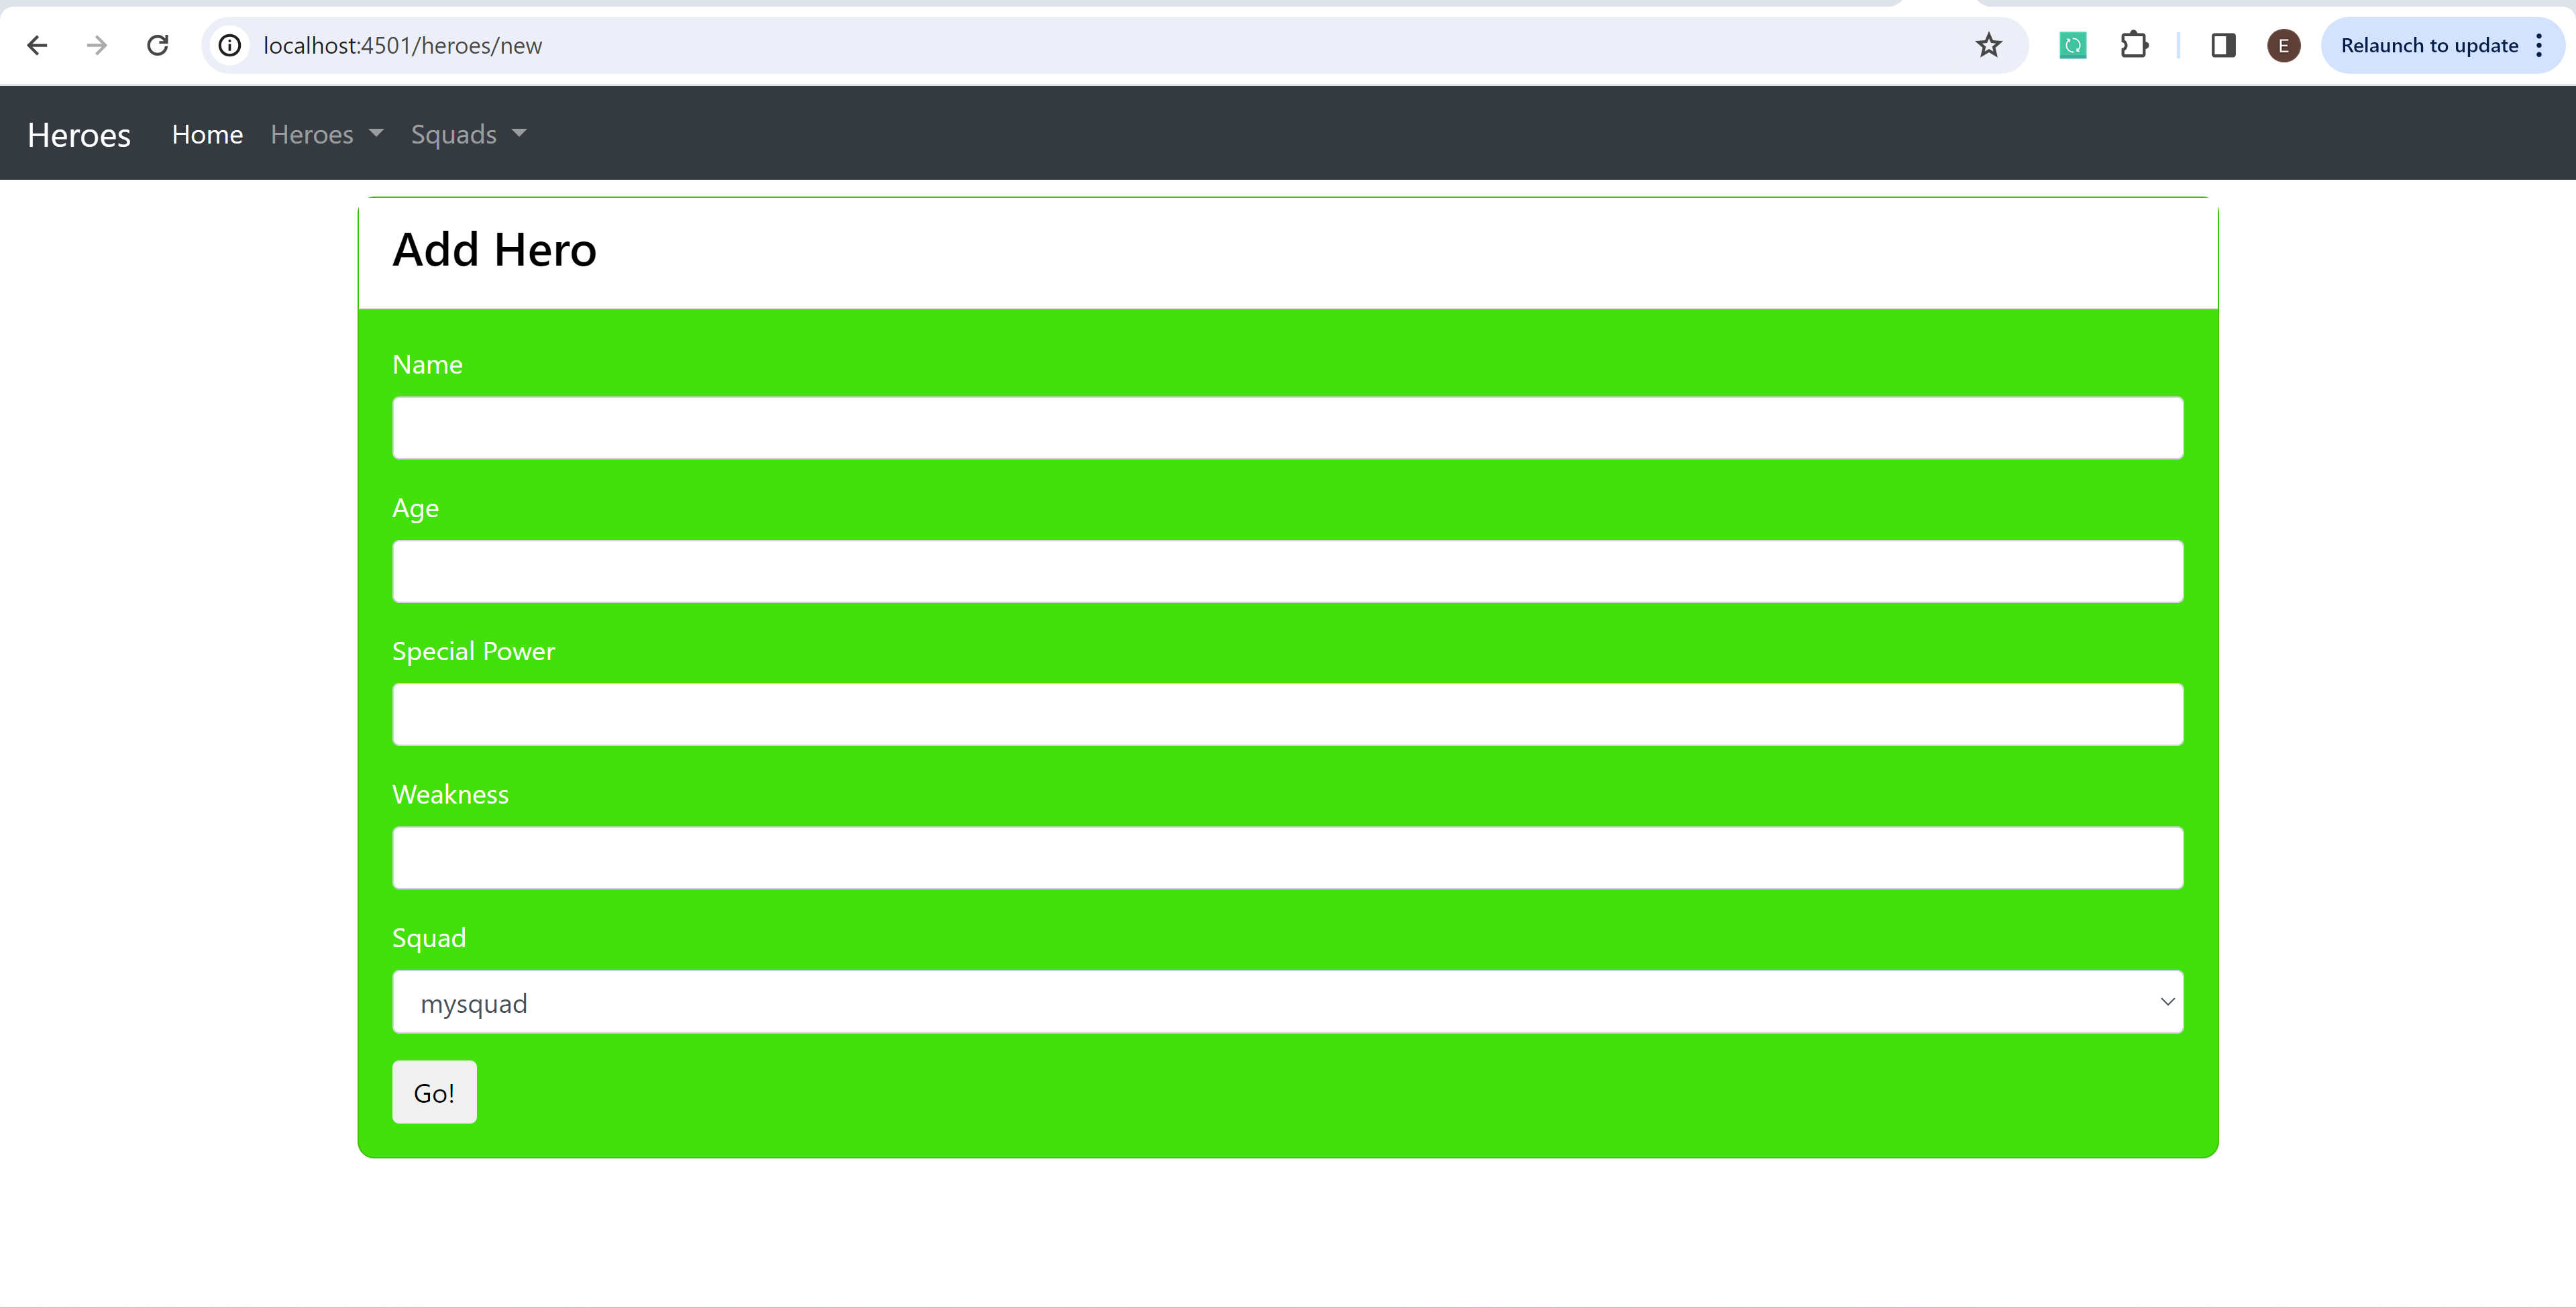 localhost:4501/heroes/new
E
Relaunch to update
Heroes Home Heroes Squads
Add Hero
Name
Age
Special Power
Weakness
Squad
mysquad
Go!